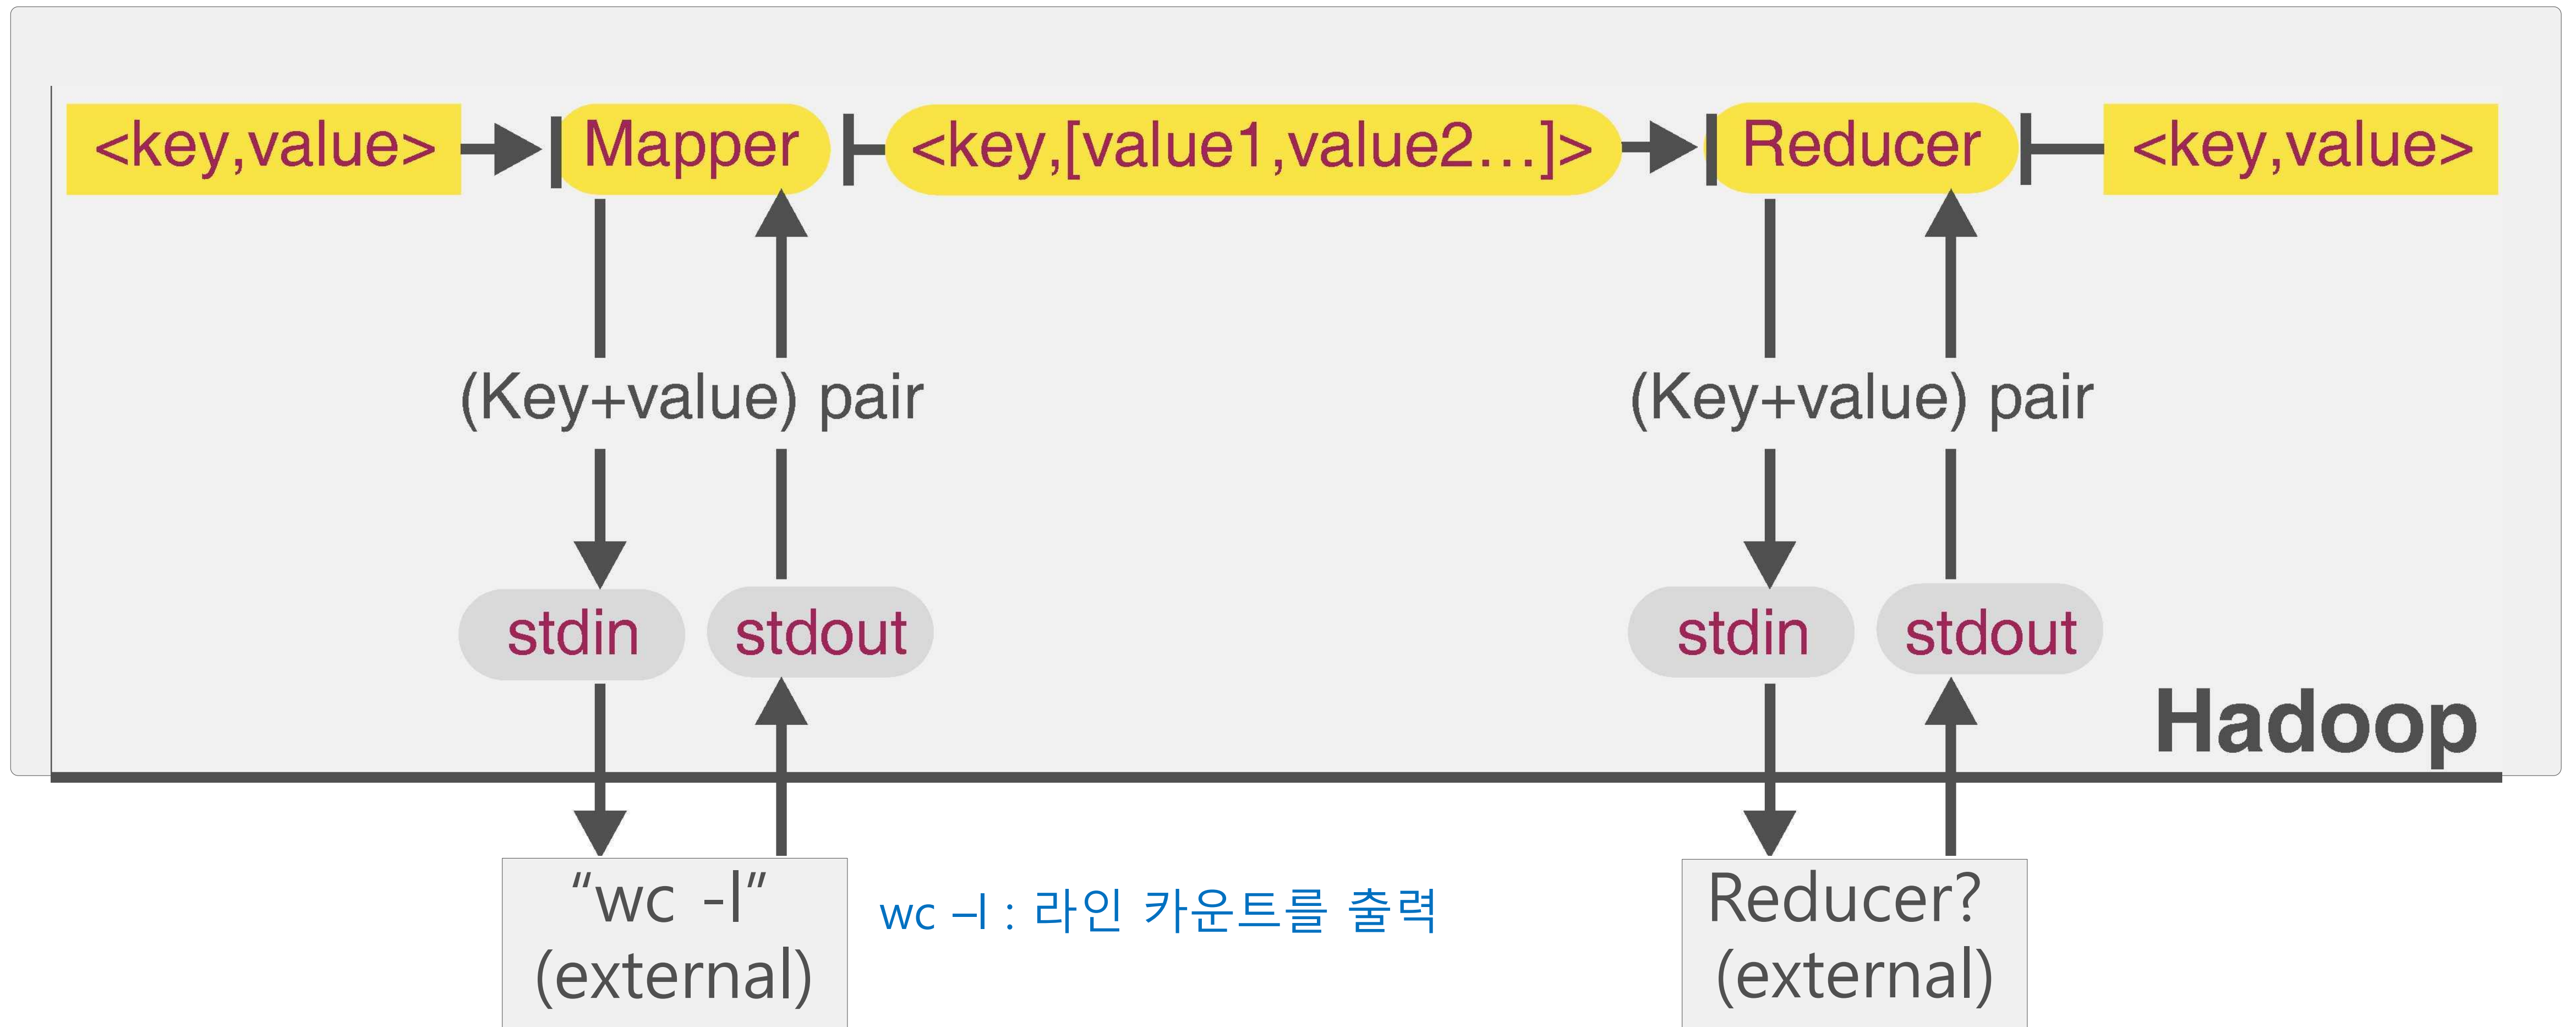 <key,value>
Mapper
<key,[value1,value2...]>
Reducer
<key,value>
(Key+value) pair
(Key+value) pair
stdin
stdout
stdin
stdout
Hadoop
“wc -l”
(external)
wc –l : 라인 카운트를 출력
Reducer?
(external)